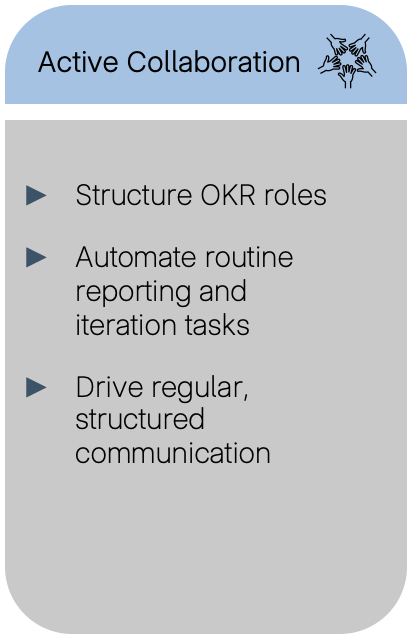 Active Collaboration
Structure OKR roles
Automate routine
reporting and
iteration tasks
Drive regular,
structured
communication